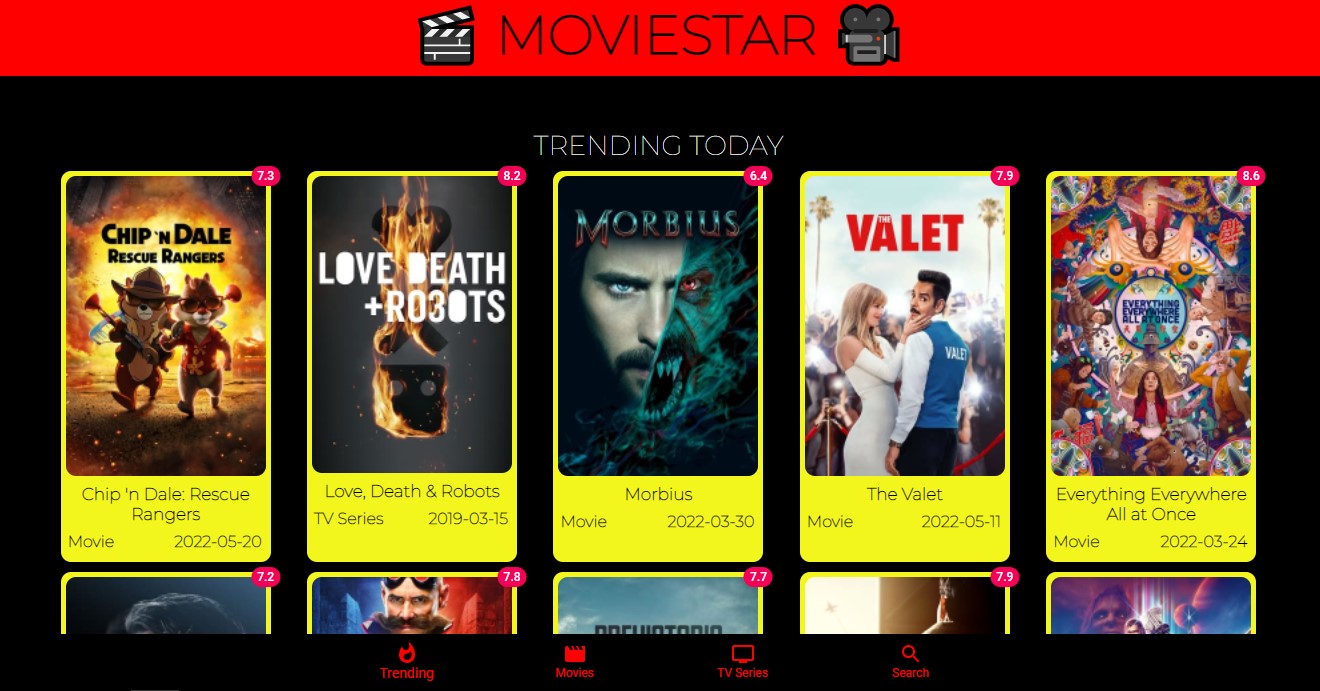 MOVIESTAR
TRENDING TODAY
7.3
8.2
6.4
7.9
8.6
CHIP 'N DALE
RESCUE RANGERS
LOVE DEATH
+RO3OTS
MORBIUS
THE
VALET
VALET
EVERYTHING
EVERYWHERE
ALL AT ONCE
Chip 'n Dale: Rescue
Rangers
Movie 2022-05-20
Love, Death & Robots
TV Series 2019-03-15
Morbius
Movie 2022-03-30
The Valet
Movie 2022-05-11
Everything Everywhere
All at Once
Movie 2022-03-24
7.2
7.8
7.7
7.9
PREHISTORIC
Trending
Movies
TV Series
Search